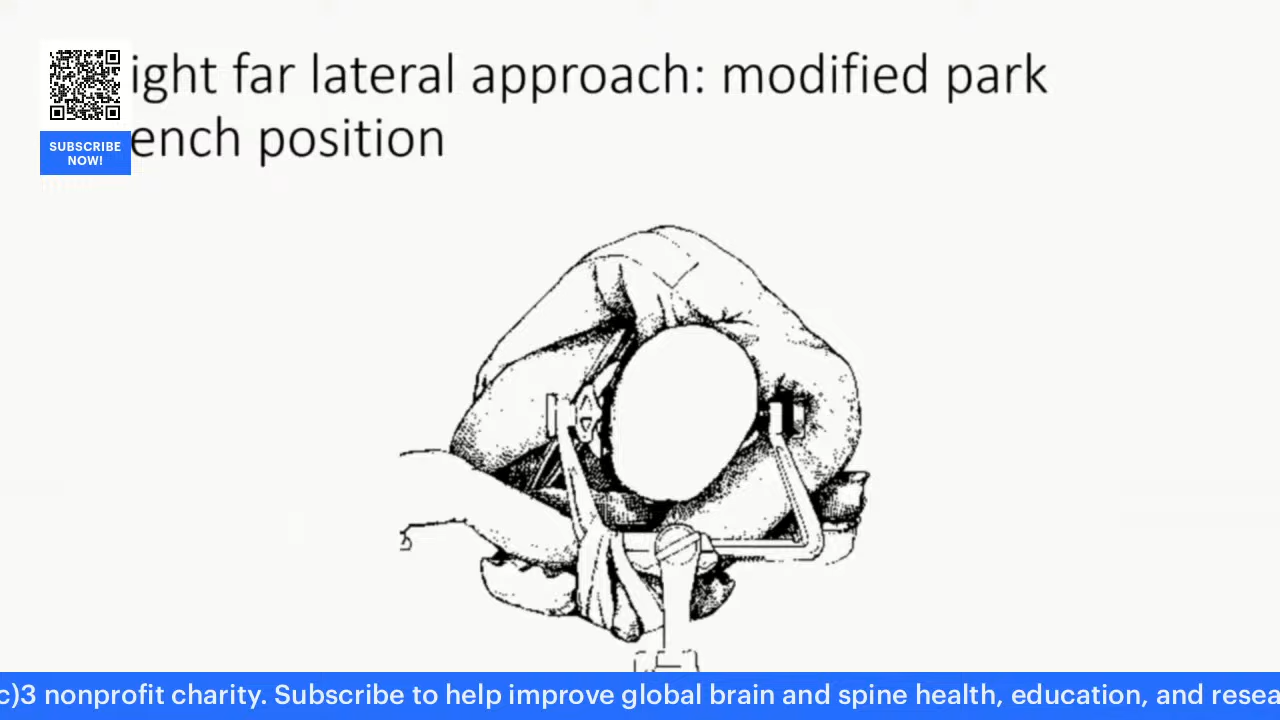 ight far lateral approach: modified park
ench position
SUBSCRIBE
NOW!
c)3 nonprofit charity. Subscribe to help improve global brain and spine health, education, and resea